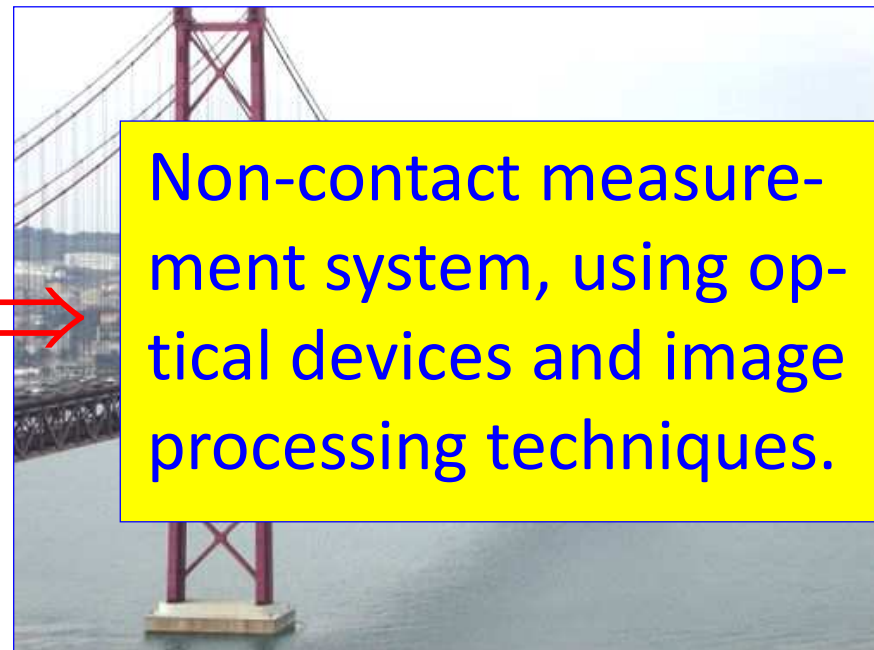 Non-contact measure-
ment system, using op-
tical devices and image
processing techniques.